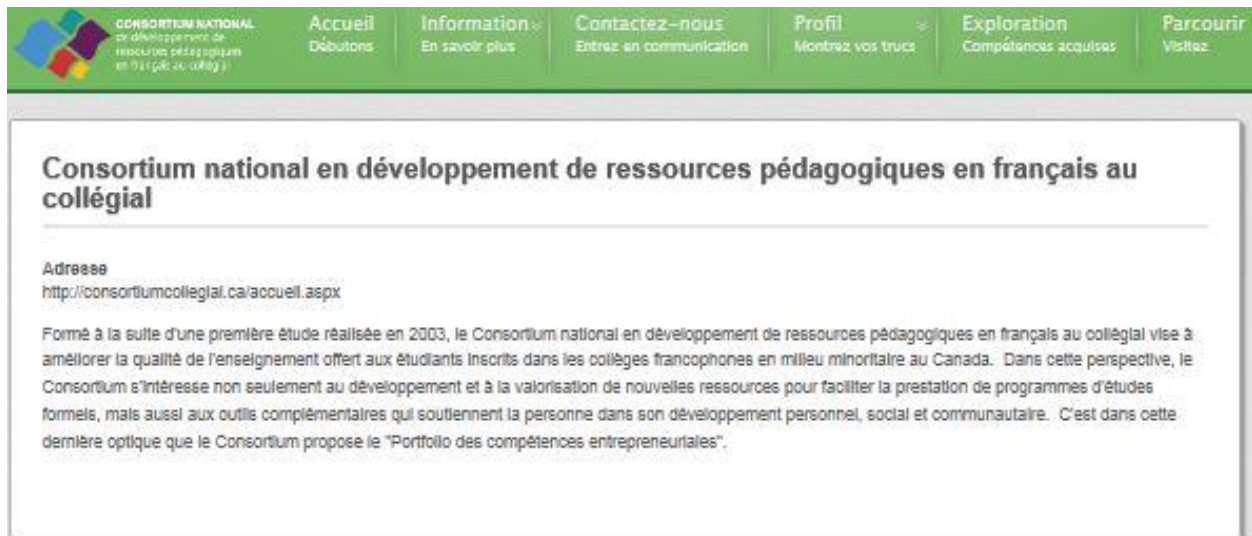 CONSORTIUM NATIONAL
de développement de
ressources pédagogiques
en français au collégial
Accueil
Débutons
Information
En savoir plus
Contactez-nous
Entrez en communication
Profil
Montrez vos trucs
Exploration
Compétences acquises
Parcourir
Visitez
Consortium national en développement de ressources pédagogiques en français au
collégial
Adresse
http://consortiumcollegial.ca/accueil.aspx
Formé à la suite d'une première étude réalisée en 2003, le Consortium national en développement de ressources pédagogiques en français au collégial vise à
améliorer la qualité de l'enseignement offert aux étudiants inscrits dans les collèges francophones en milieu minoritaire au Canada. Dans cette perspective, le
Consortium s'intéresse non seulement au développement et à la valorisation de nouvelles ressources pour faciliter la prestation de programmes d'études
formels, mais aussi aux outils complémentaires qui soutiennent la personne dans son développement personnel, social et communautaire. C'est dans cette
dernière optique que le Consortium propose le "Portfolio des compétences entrepreneuriales".